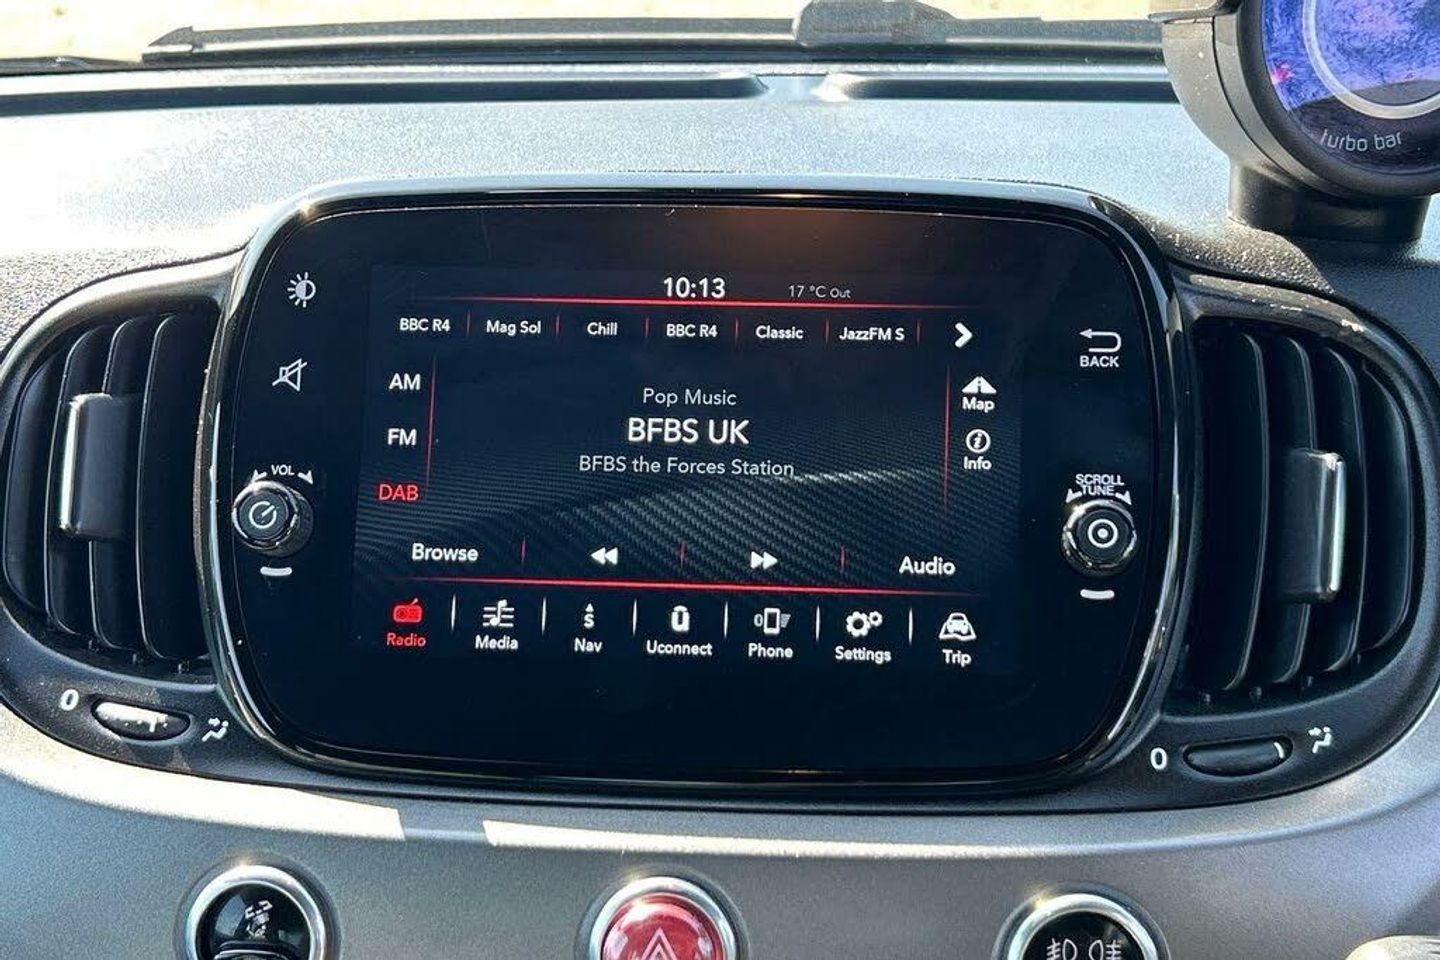 turbo bar
10:13 17 °C Out
BBC R4 Mag Sol Chill BBC R4 Classic JazzFM S
BACK
AM
Map
Pop Music
FM
BFBS UK
Info
BFBS the Forces Station
VOL
DAB
SCROLL
TUNE
Browse Audio
Radio Media Nav Uconnect Phone Settings Trip
0
0